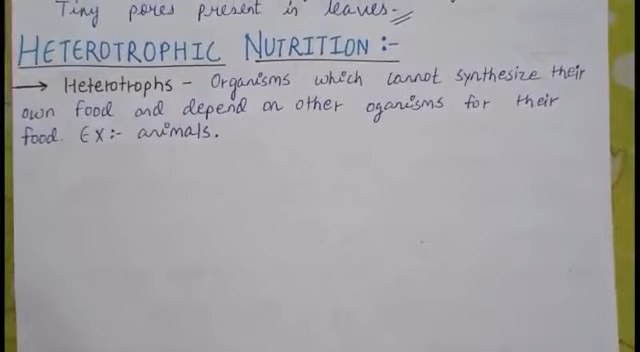 Tiny pores present in leaves.
HETEROTROPHIC NUTRITION :-
→ Heterotrophs - Organisms which cannot synthesize their
own food and depend on other oganisms for their
food. Ex:- animals.